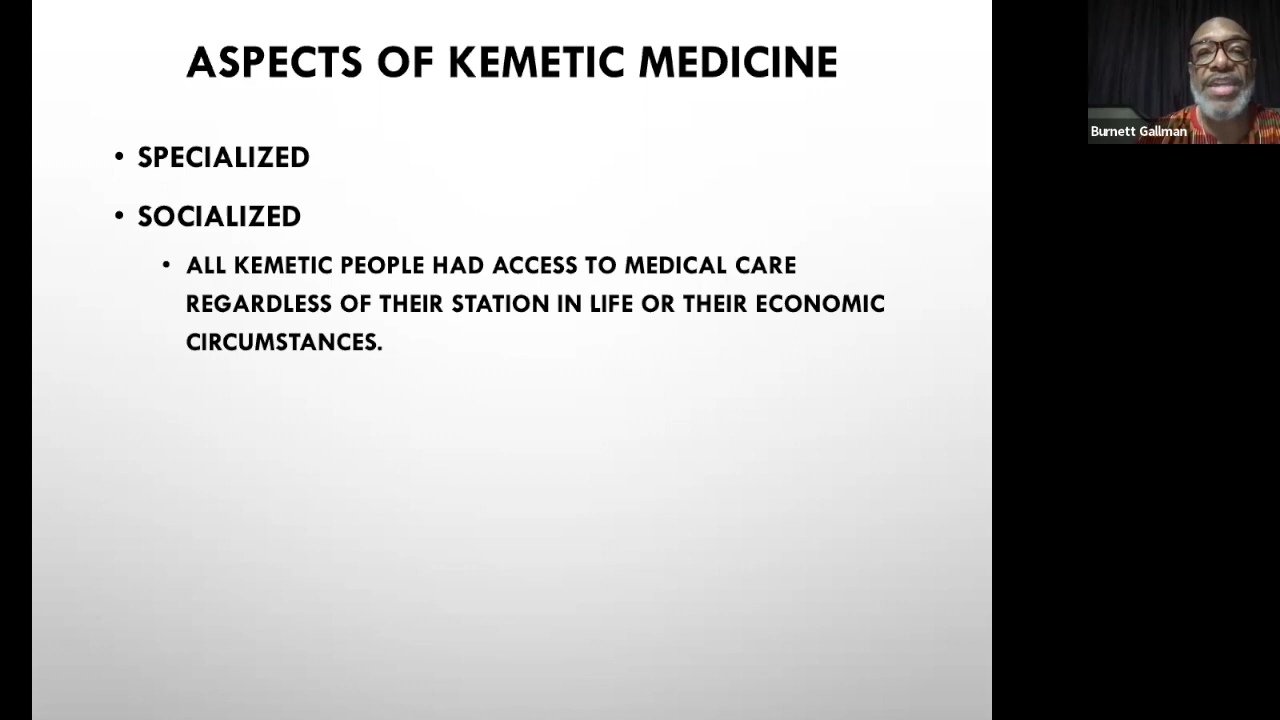 ASPECTS OF KEMETIC MEDICINE
• SPECIALIZED
• SOCIALIZED
• ALL KEMETIC PEOPLE HAD ACCESS TO MEDICAL CARE
REGARDLESS OF THEIR STATION IN LIFE OR THEIR ECONOMIC
CIRCUMSTANCES.
Burnett Gallman